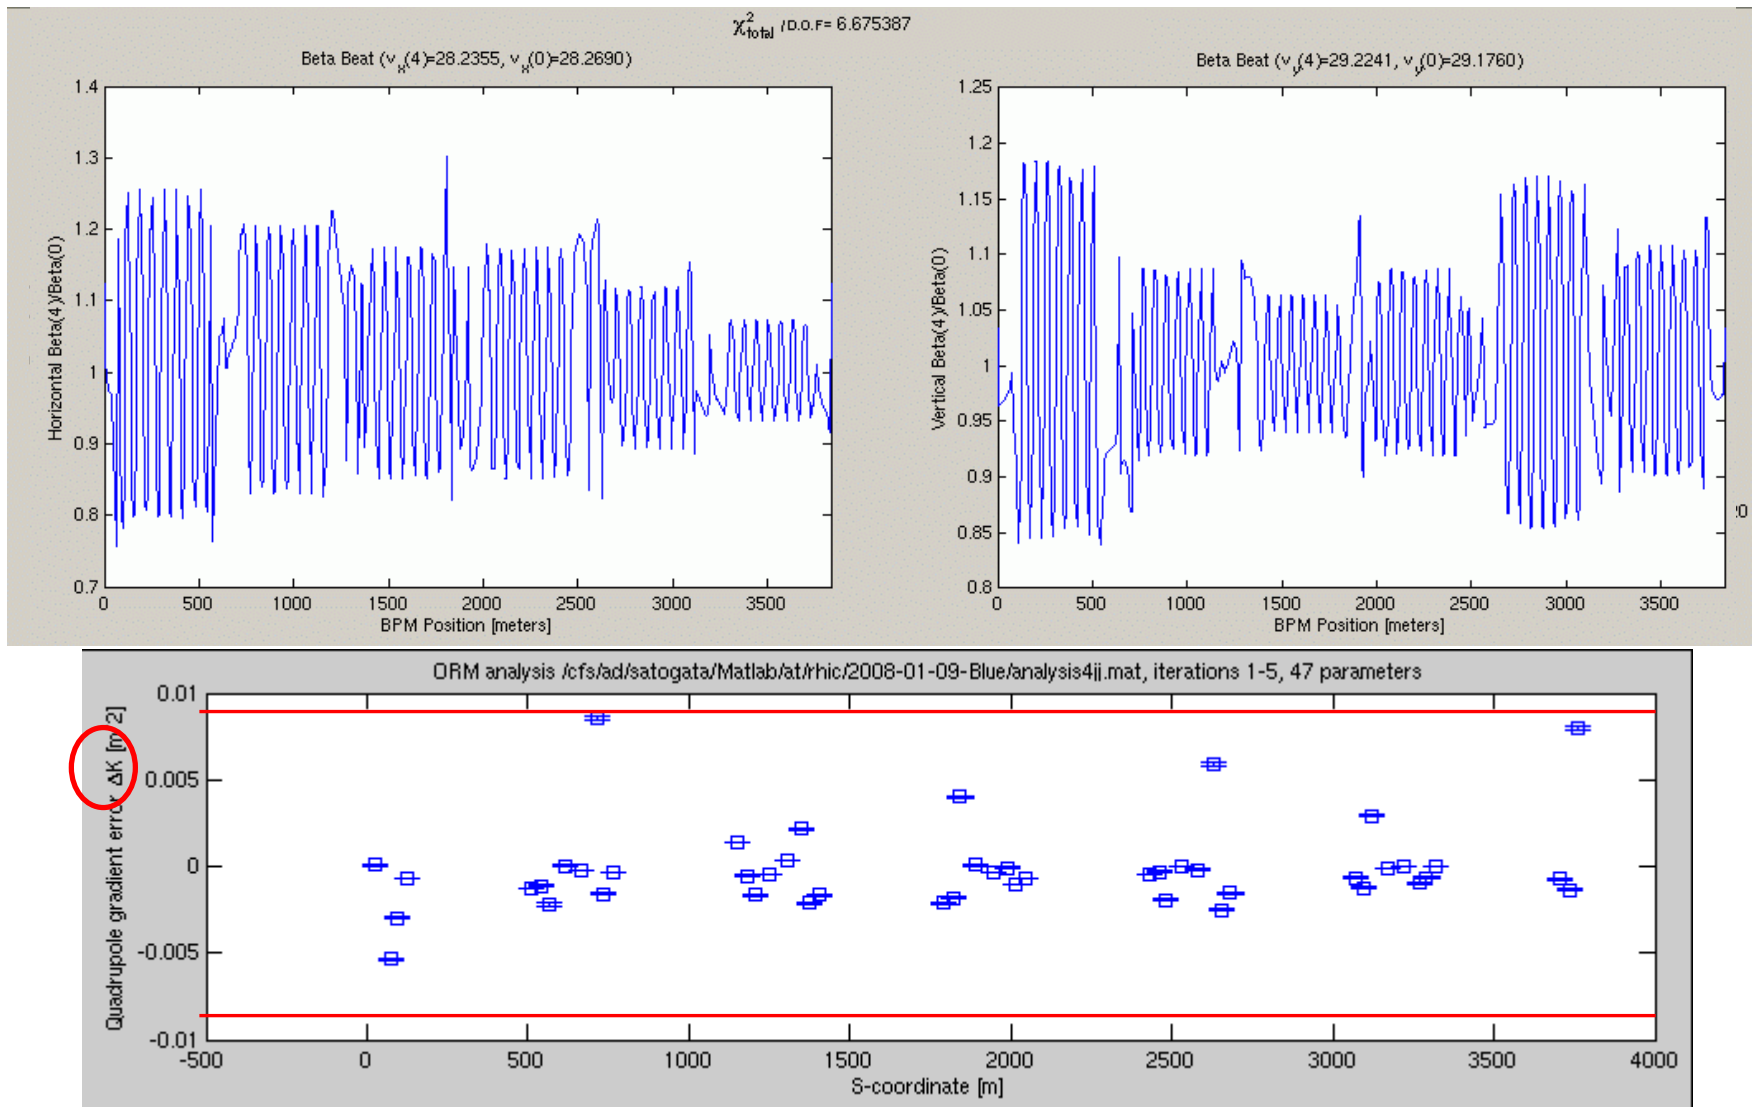 χ²total /D.O.F= 6.675387
Beta Beat (ν_x(4)=28.2355, ν_x(0)=28.2690)
1.4
1.3
1.2
1.1
1
0.9
0.8
0.7
Horizontal Beta(4)/Beta(0)
0 500 1000 1500 2000 2500 3000 3500
BPM Position [meters]
Beta Beat (ν_y(4)=29.2241, ν_y(0)=29.1760)
1.25
1.2
1.15
1.1
1.05
1
0.95
0.9
0.85
0.8
Vertical Beta(4)/Beta(0)
0 500 1000 1500 2000 2500 3000 3500
BPM Position [meters]
ORM analysis /cfs/ad/satogata/Matlab/at/rhic/2008-01-09-Blue/analysis4jj.mat, iterations 1-5, 47 parameters
0.01
0.005
0
-0.005
-0.01
Quadrupole gradient error ΔK [m 2]
-500 0 500 1000 1500 2000 2500 3000 3500 4000
S-coordinate [m]